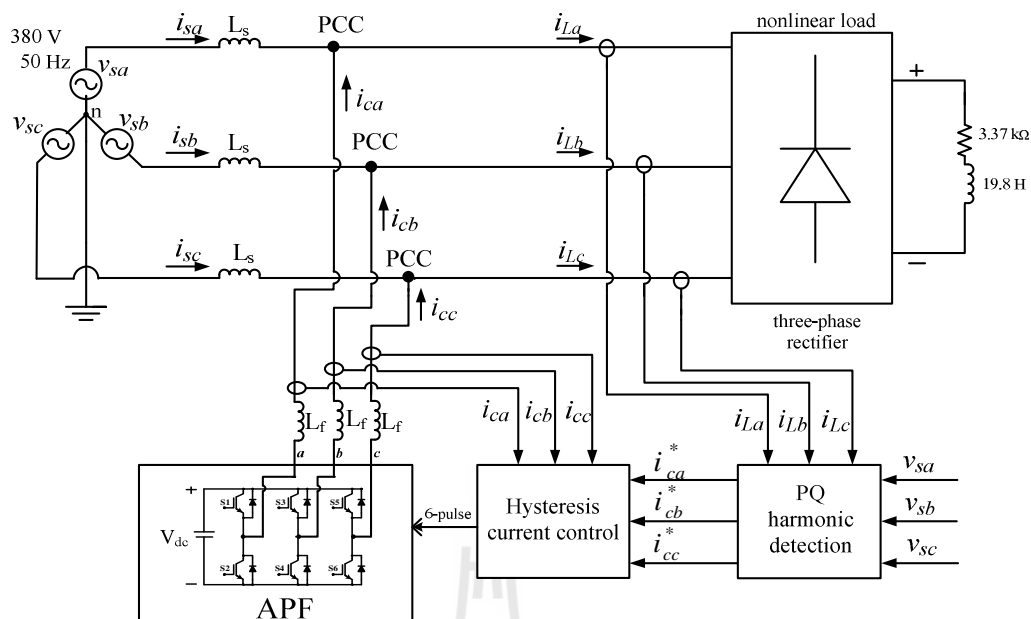 i_sa
L_s
PCC
i_La
nonlinear load
380 V
50 Hz
v_sa
i_ca
+
n
v_sc
v_sb
i_sb
L_s
PCC
i_Lb
3.37 kΩ
19.8 H
i_cb
i_sc
L_s
PCC
i_Lc
−
i_cc
three-phase
rectifier
L_f
L_f
L_f
i_ca
i_cb
i_cc
i_La
i_Lb
i_Lc
a
b
c
+
S1
S3
S5
V_dc
S2
S4
S6
−
APF
6-pulse
Hysteresis
current control
i_ca^*
i_cb^*
i_cc^*
PQ
harmonic
detection
v_sa
v_sb
v_sc